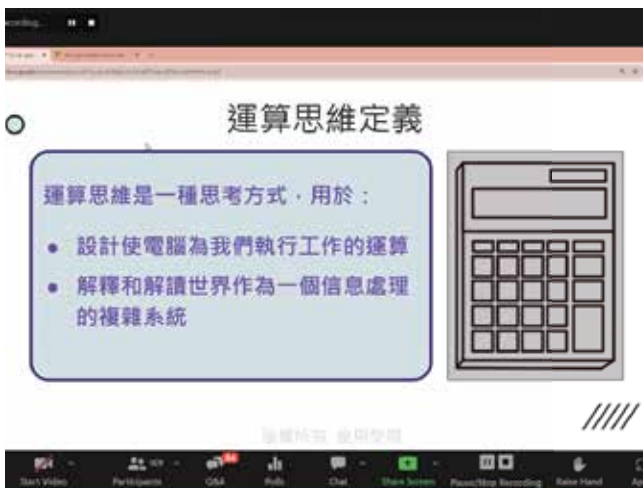 運算思維定義
運算思維是一種思考方式，用於：
● 設計使電腦為我們執行工作的運算
● 解釋和解讀世界作為一個信息處理
的複雜系統
Start Video
Participants
Q&A
Polls
Chat
Share Screen
Pause/Stop Recording
Raise Hand